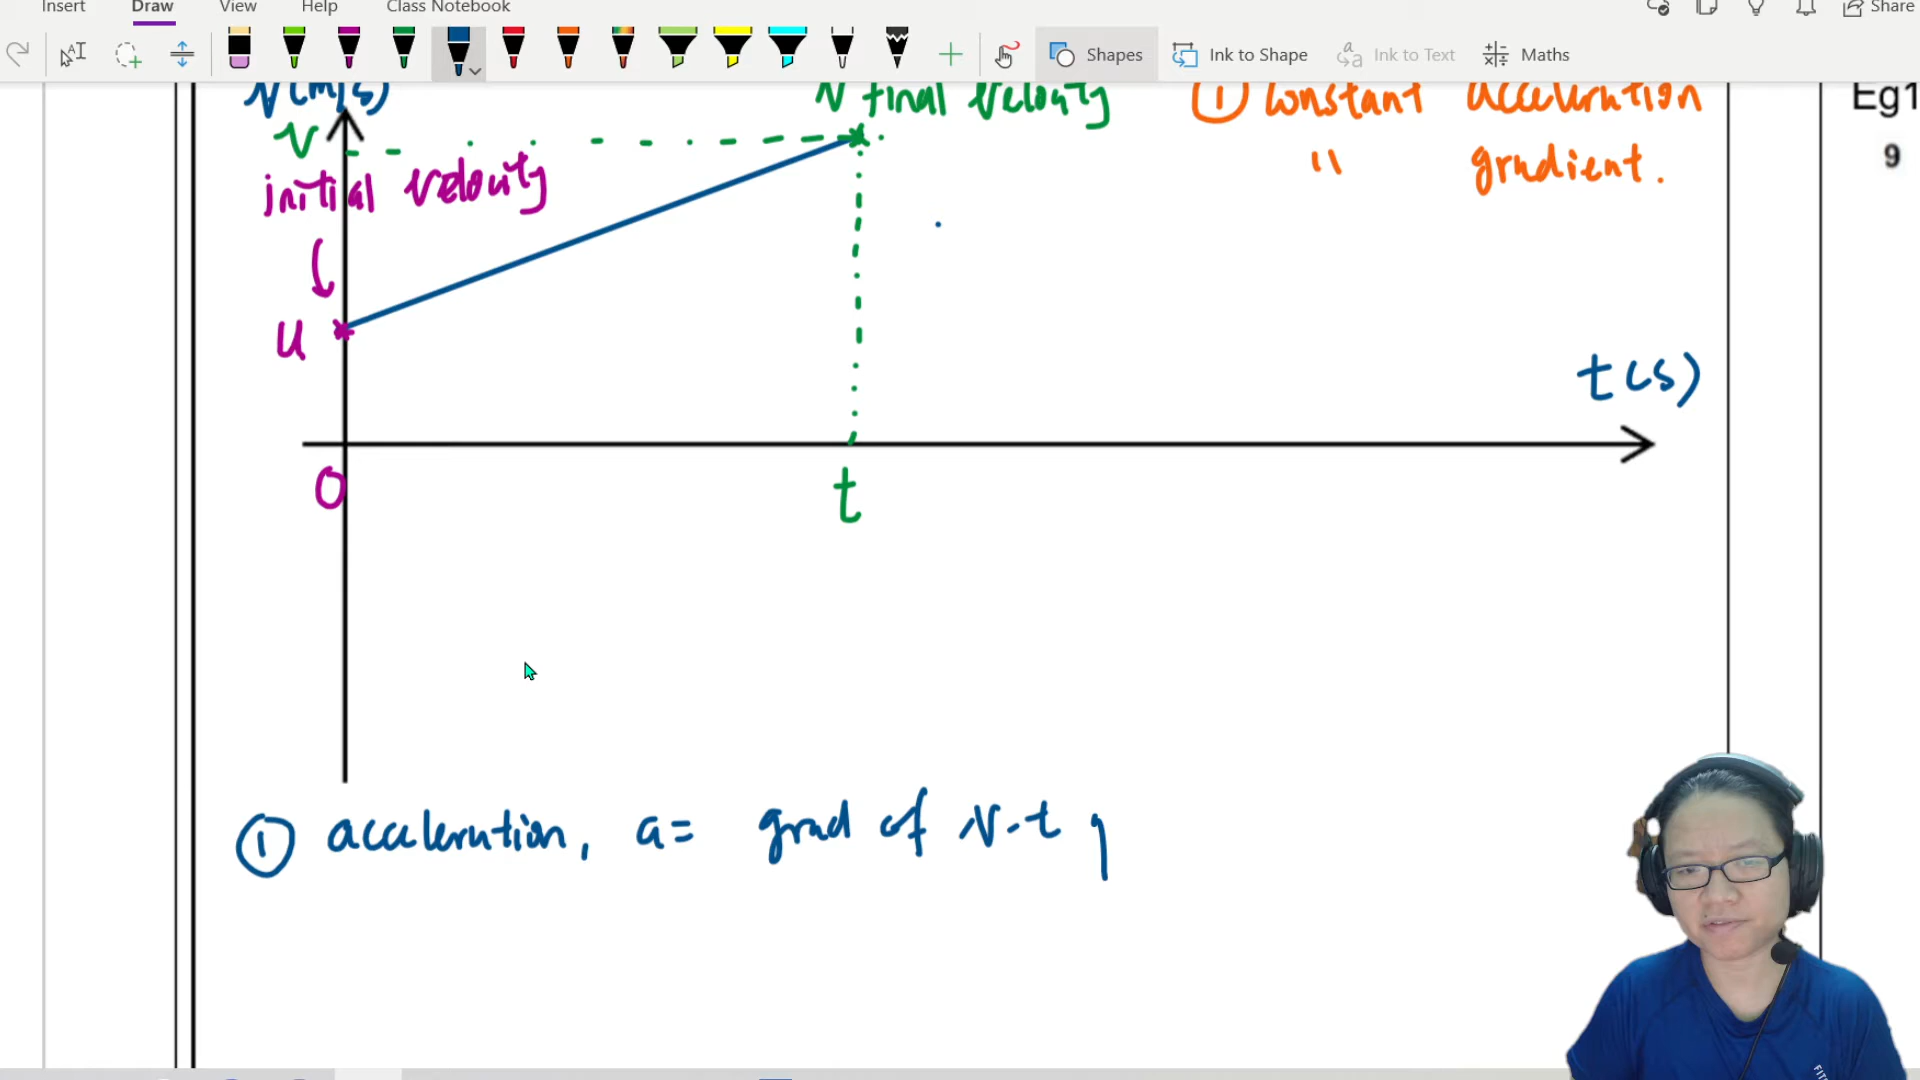 Insert Draw View Help Class Notebook Share
Shapes Ink to Shape Ink to Text Maths
v (m/s) v final velocity ① constant acceleration Eg1
v
initial velocity " gradient. 9
u
t (s)
0 t
① acceleration, a = grad of v-t g